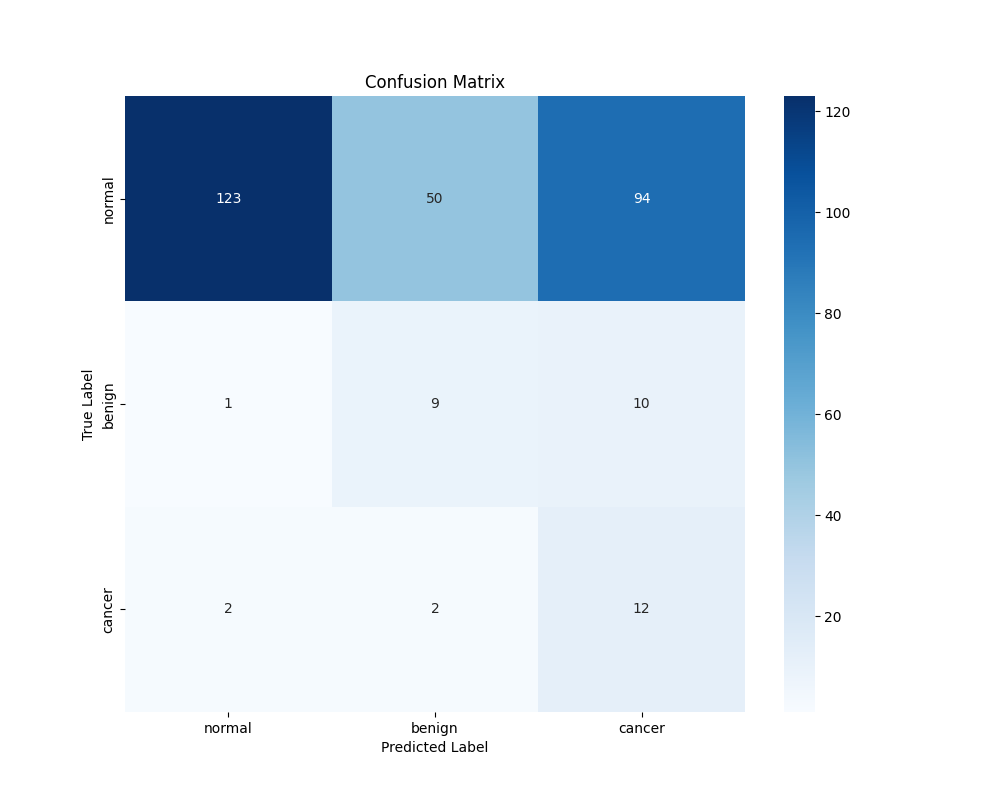 Confusion Matrix
True Label
normal
123 50 94
benign
1 9 10
cancer
2 2 12
normal benign cancer
Predicted Label
120
100
80
60
40
20